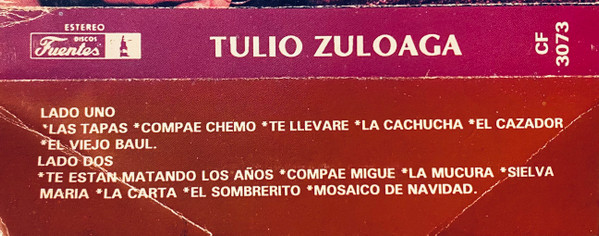 ESTEREO
DISCOS
Fuentes
TULIO ZULOAGA
CF
3073
LADO UNO
*LAS TAPAS *COMPAE CHEMO *TE LLEVARE *LA CACHUCHA *EL CAZADOR
*EL VIEJO BAUL.
LADO DOS
*TE ESTAN MATANDO LOS AÑOS *COMPAE MIGUE *LA MUCURA *SIELVA
MARIA *LA CARTA *EL SOMBRERITO *MOSAICO DE NAVIDAD.